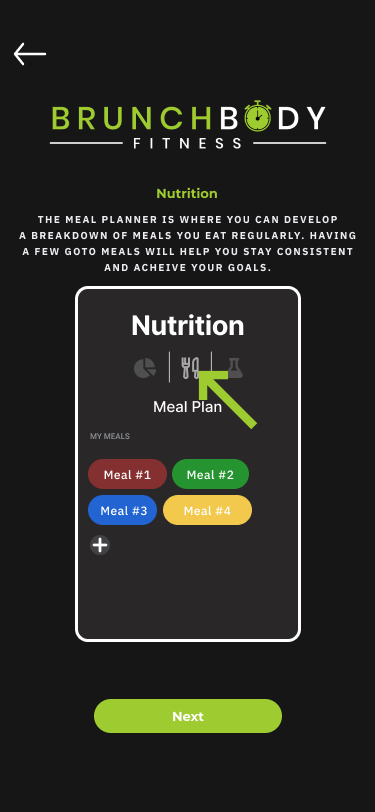 BRUNCHBODY
FITNESS
Nutrition
THE MEAL PLANNER IS WHERE YOU CAN DEVELOP
A BREAKDOWN OF MEALS YOU EAT REGULARLY. HAVING
A FEW GOTO MEALS WILL HELP YOU STAY CONSISTENT
AND ACHEIVE YOUR GOALS.
Nutrition
Meal Plan
MY MEALS
Meal #1 Meal #2
Meal #3 Meal #4
Next